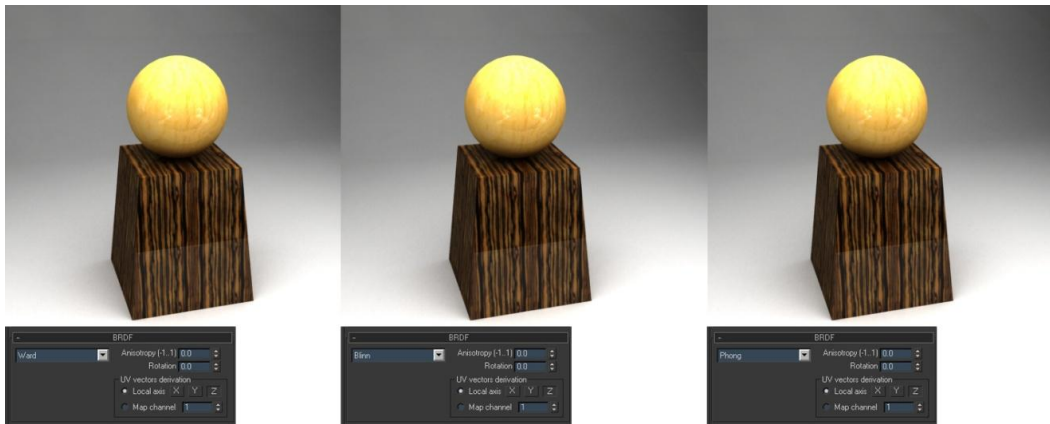 - BRDF
Ward Anisotropy (-1..1) 0.0
Rotation 0.0
UV vectors derivation
Local axis X Y Z
Map channel 1
- BRDF
Blinn Anisotropy (-1..1) 0.0
Rotation 0.0
UV vectors derivation
Local axis X Y Z
Map channel 1
- BRDF
Phong Anisotropy (-1..1) 0.0
Rotation 0.0
UV vectors derivation
Local axis X Y Z
Map channel 1